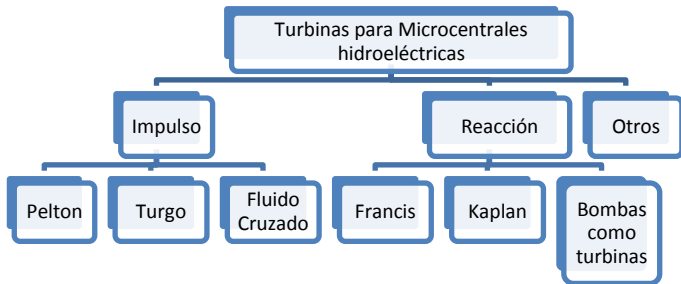 Turbinas para Microcentrales
hidroeléctricas
Impulso
Reacción
Otros
Pelton
Turgo
Fluido
Cruzado
Francis
Kaplan
Bombas
como
turbinas